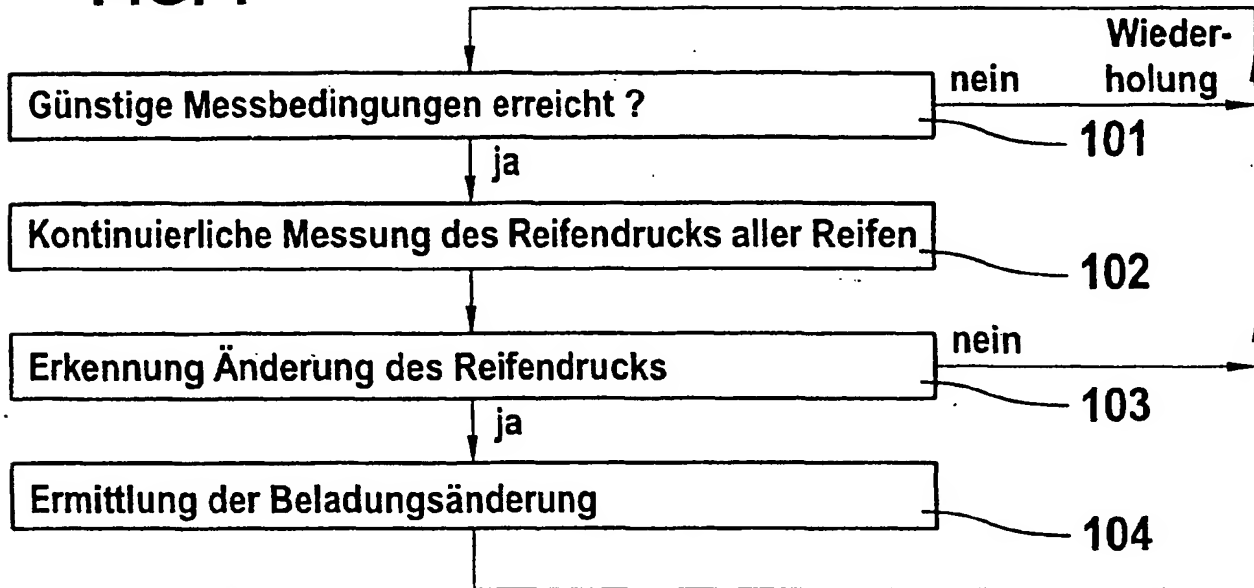 Wieder-
holung
Günstige Messbedingungen erreicht ?
nein
101
ja
Kontinuierliche Messung des Reifendrucks aller Reifen
102
Erkennung Änderung des Reifendrucks
nein
103
ja
Ermittlung der Beladungsänderung
104